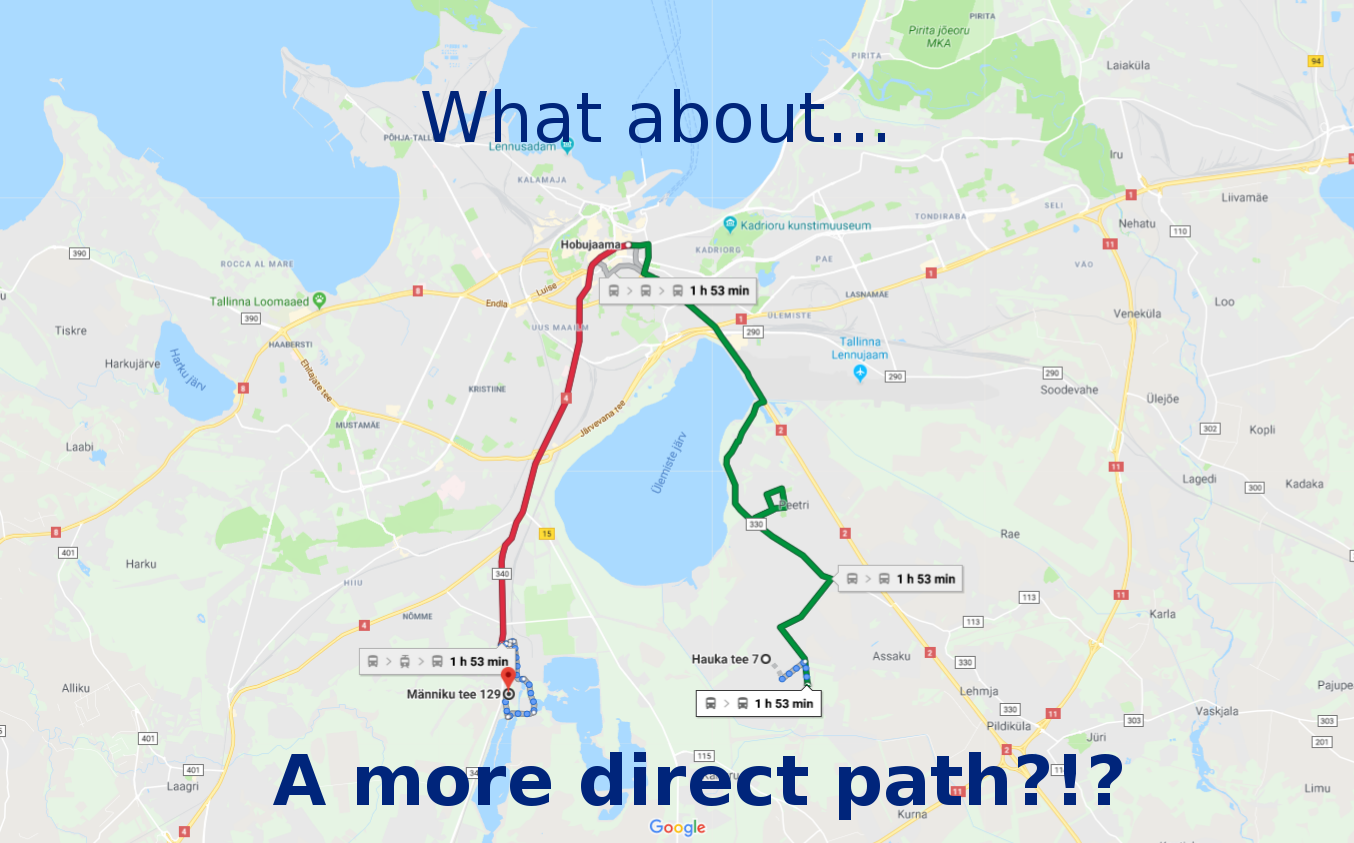 PIRITA
Pirita jõeoru
MKA
PIRITA
Laiaküla
94
What about...
PÕHJA-TALL
Lennusadam
Iru
1
KALAMAJA
1
Liivamäe
SELI
TONDIRABA
Nehatu
110
Kadrioru kunstimuuseum
Hobujaama
KADRIORG
11
390
PAE
VÄO
ROCCA AL MARE
1
Luise
8
1 h 53 min
LASNAMÄE
Tallinna Loomaaed
Endla
Loo
390
1
ÜLEMISTE
Veneküla
Tiskre
UUS MAAILM
290
HAABERSTI
Tallinna
Lennujaam
Harkujärve
Harku järv
Ehitajate tee
290
290
8
KRISTIINE
Soodevahe
4
Ülejõe
Järvevana tee
MUSTAMÄE
2
302
Kopli
Laabi
Ülemiste järv
11
Lagedi
300
Kadaka
Peetri
330
8
15
2
Rae
401
Harku
340
HIIU
1 h 53 min
11
113
NÕMME
Karla
4
113
Hauka tee 7
Assaku
2
330
1 h 53 min
Männiku tee 129
Alliku
Lehmja
Pajupe
1 h 53 min
330
11
Vaskjala
303
303
Pildiküla
401
Jüri
201
2
115
401
A more direct path?!?
Laagri
11
Limu
Kurna
4
Google